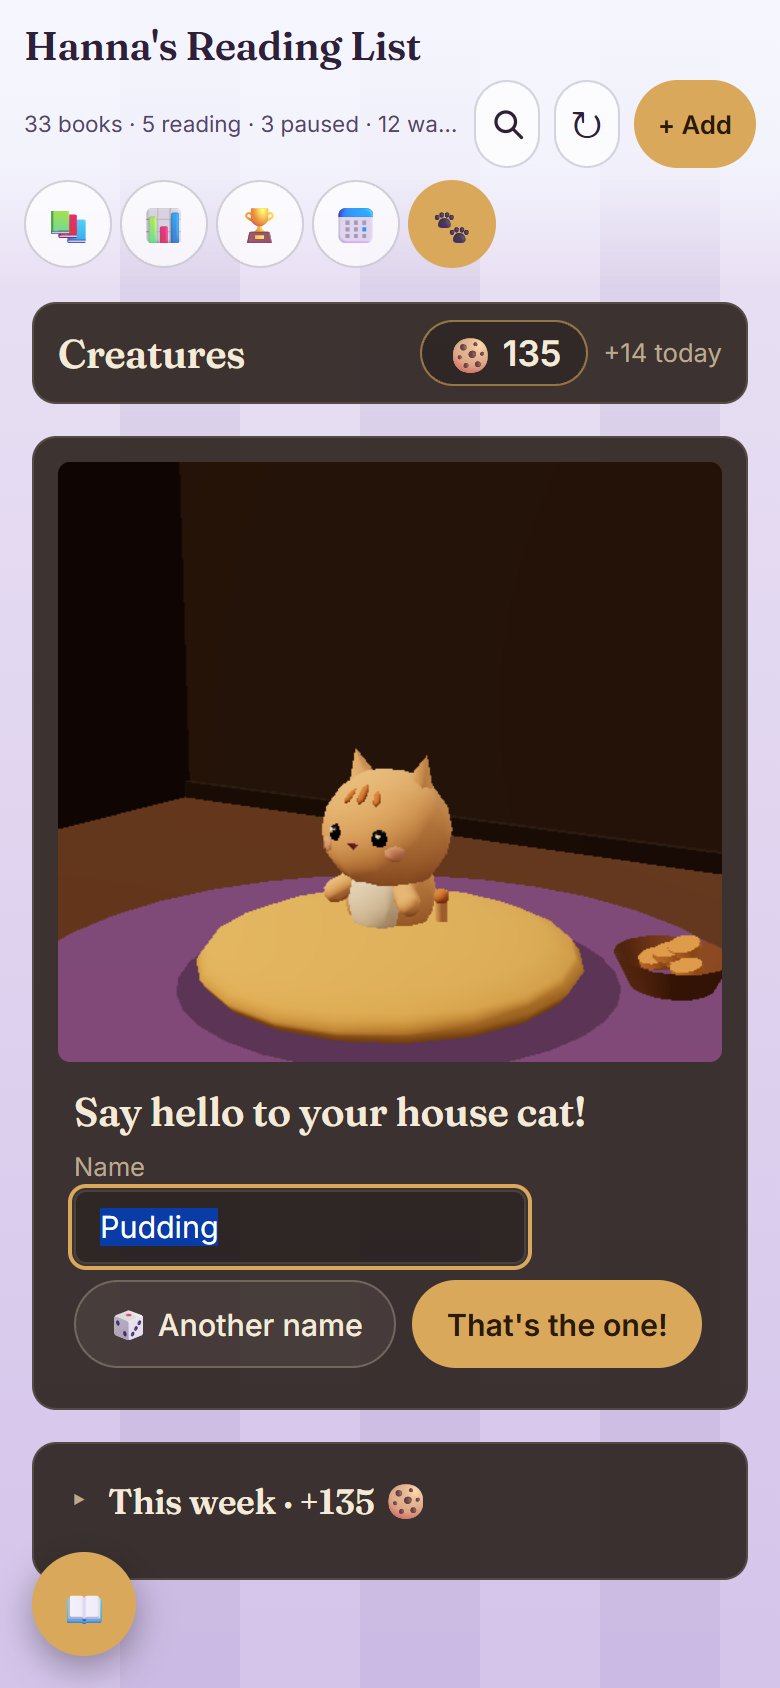 Hanna's Reading List
33 books · 5 reading · 3 paused · 12 wa...
+ Add
Creatures
135
+14 today
Say hello to your house cat!
Name
Pudding
Another name
That's the one!
This week · +135